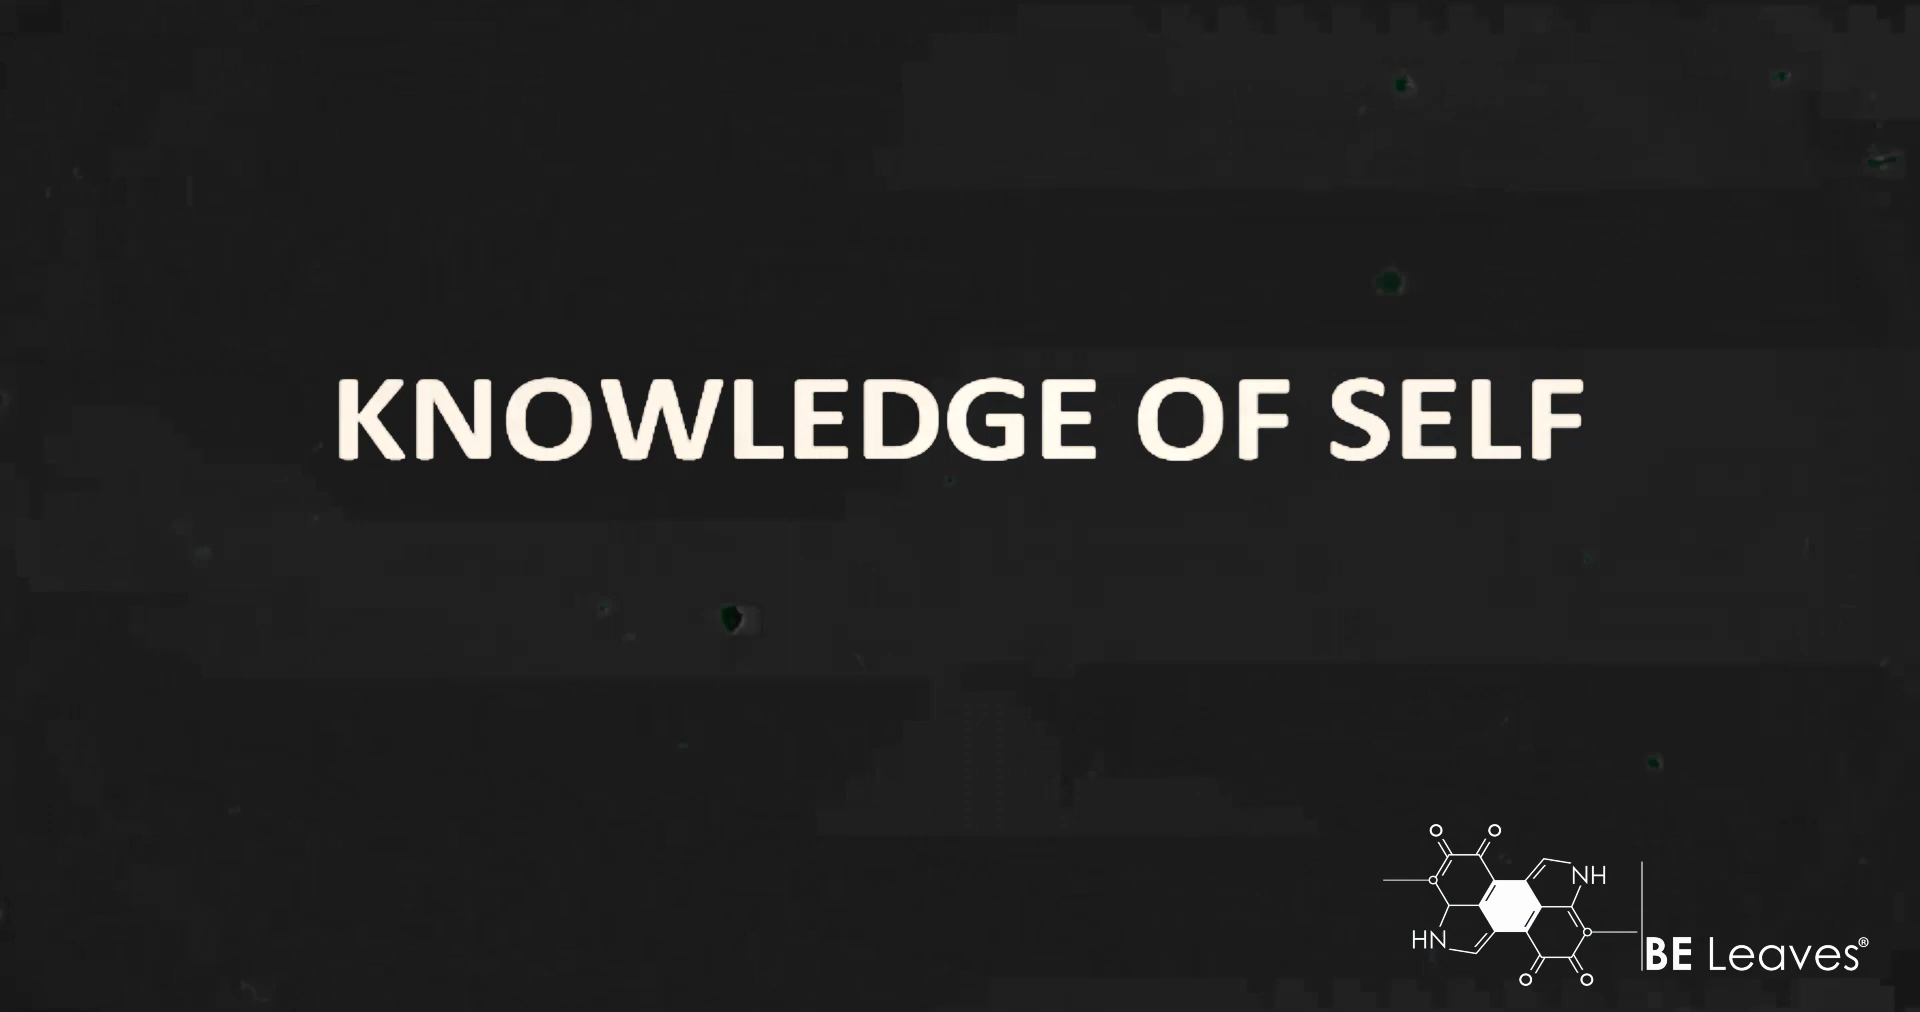 KNOWLEDGE OF SELF
O O
NH
HN
BE Leaves®
O O